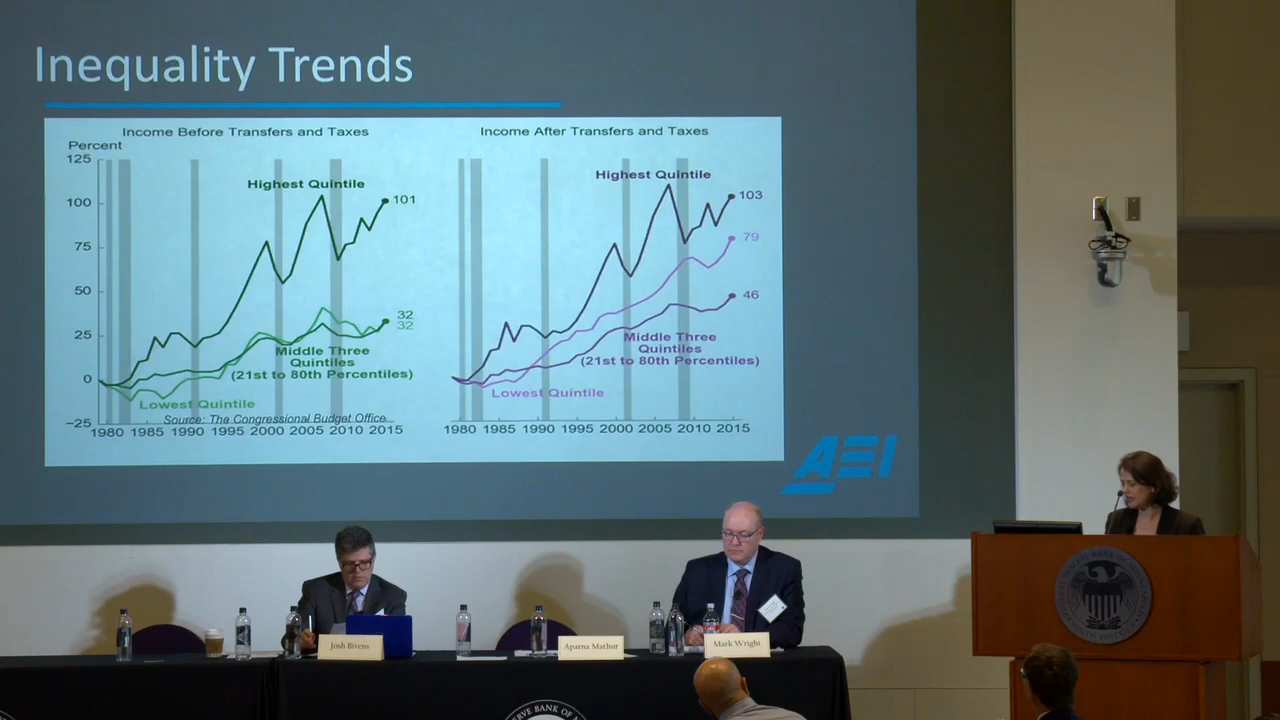 Inequality Trends
Income Before Transfers and Taxes
Percent
125
100
75
50
25
0
−25
Highest Quintile
101
32
32
Middle Three
Quintiles
(21st to 80th Percentiles)
Lowest Quintile
Source: The Congressional Budget Office
1980 1985 1990 1995 2000 2005 2010 2015
Income After Transfers and Taxes
Highest Quintile
103
79
46
Middle Three
Quintiles
(21st to 80th Percentiles)
Lowest Quintile
1980 1985 1990 1995 2000 2005 2010 2015
AEI
Josh Bivens
Aparna Mathur
Mark Wright
RVE BANK OF